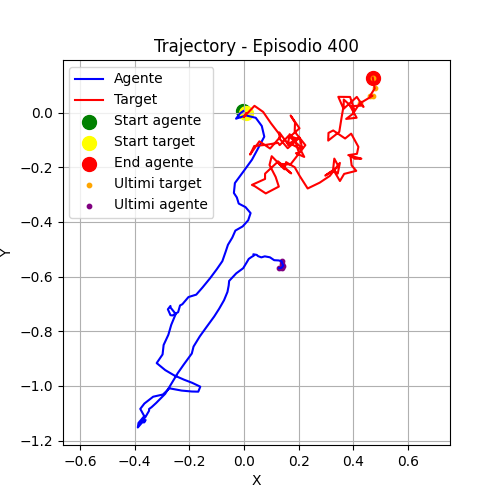 Trajectory - Episodio 400
Agente
Target
Start agente
Start target
End agente
Ultimi target
Ultimi agente
0.0
−0.2
−0.4
−0.6
−0.8
−1.0
−1.2
Y
−0.6
−0.4
−0.2
0.0
0.2
0.4
0.6
X